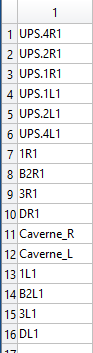 1
1 UPS.4R1
2 UPS.2R1
3 UPS.1R1
4 UPS.1L1
5 UPS.2L1
6 UPS.4L1
7 1R1
8 B2R1
9 3R1
10 DR1
11 Caverne_R
12 Caverne_L
13 1L1
14 B2L1
15 3L1
16 DL1
17